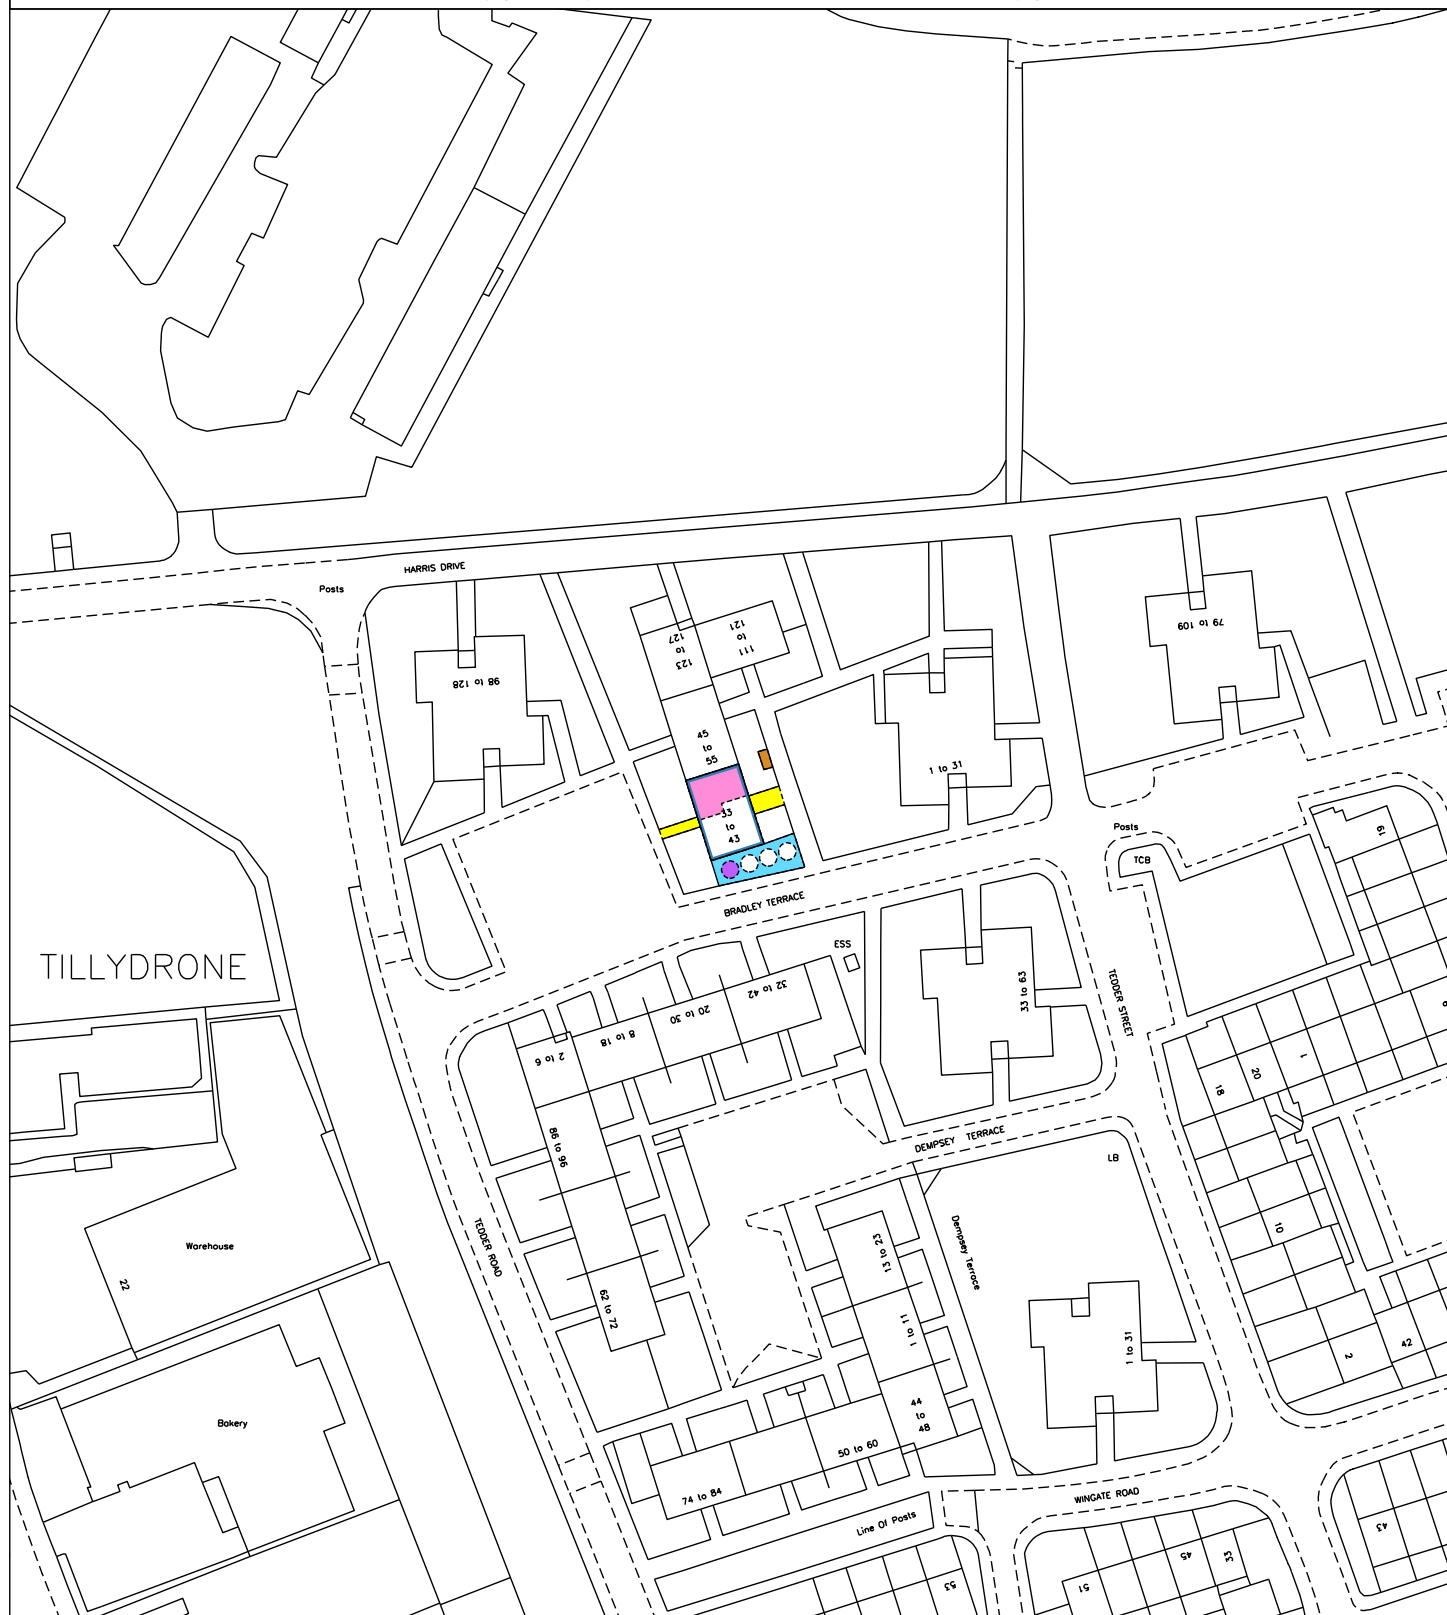 HARRIS DRIVE
Posts
98 to 128
123
to
127
111
to
121
45
to
55
33
to
43
1 to 31
79 to 109
Posts
TCB
19
BRADLEY TERRACE
TILLYDRONE
ESS
32 to 42
20 to 30
8 to 18
2 to 6
33 to 63
TEDDER STREET
18
20
1
86 to 96
DEMPSEY TERRACE
LB
Warehouse
22
TEDDER ROAD
13 to 23
Dempsey Terrace
10
62 to 72
1 to 11
1 to 31
2
42
Bakery
44
to
48
50 to 60
74 to 84
WINGATE ROAD
Line Of Posts
43
53
51
45
33